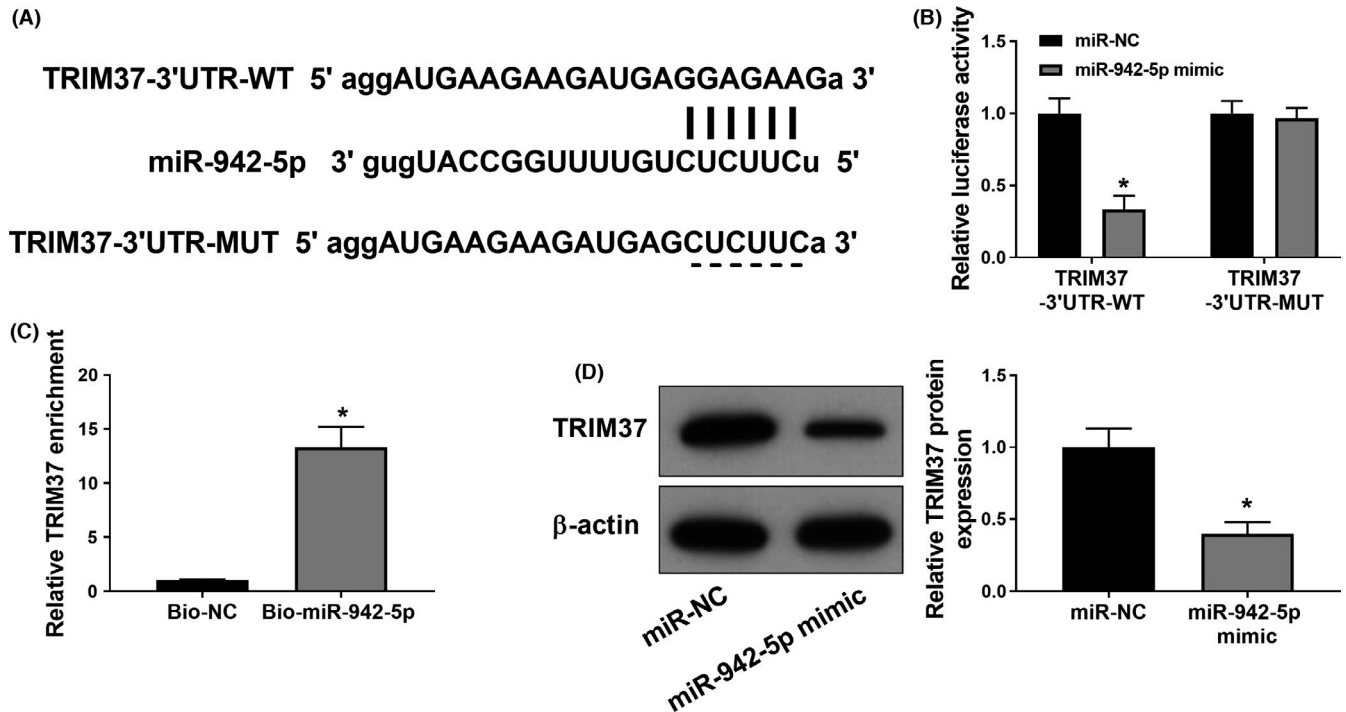 (A)
TRIM37-3'UTR-WT 5' aggAUGAAGAAGAUGAGGAGAAGa 3'
miR-942-5p 3' gugUACCGGUUUUGUCUCUUCu 5'
TRIM37-3'UTR-MUT 5' aggAUGAAGAAGAUGAGCUCUUCa 3'
(B)
Relative luciferase activity
1.5
1.0
0.5
0.0
miR-NC
miR-942-5p mimic
*
TRIM37
-3'UTR-WT
TRIM37
-3'UTR-MUT
(C)
Relative TRIM37 enrichment
20
15
10
5
0
*
Bio-NC
Bio-miR-942-5p
(D)
TRIM37
β-actin
miR-NC
miR-942-5p mimic
Relative TRIM37 protein
expression
1.5
1.0
0.5
0.0
*
miR-NC
miR-942-5p
mimic